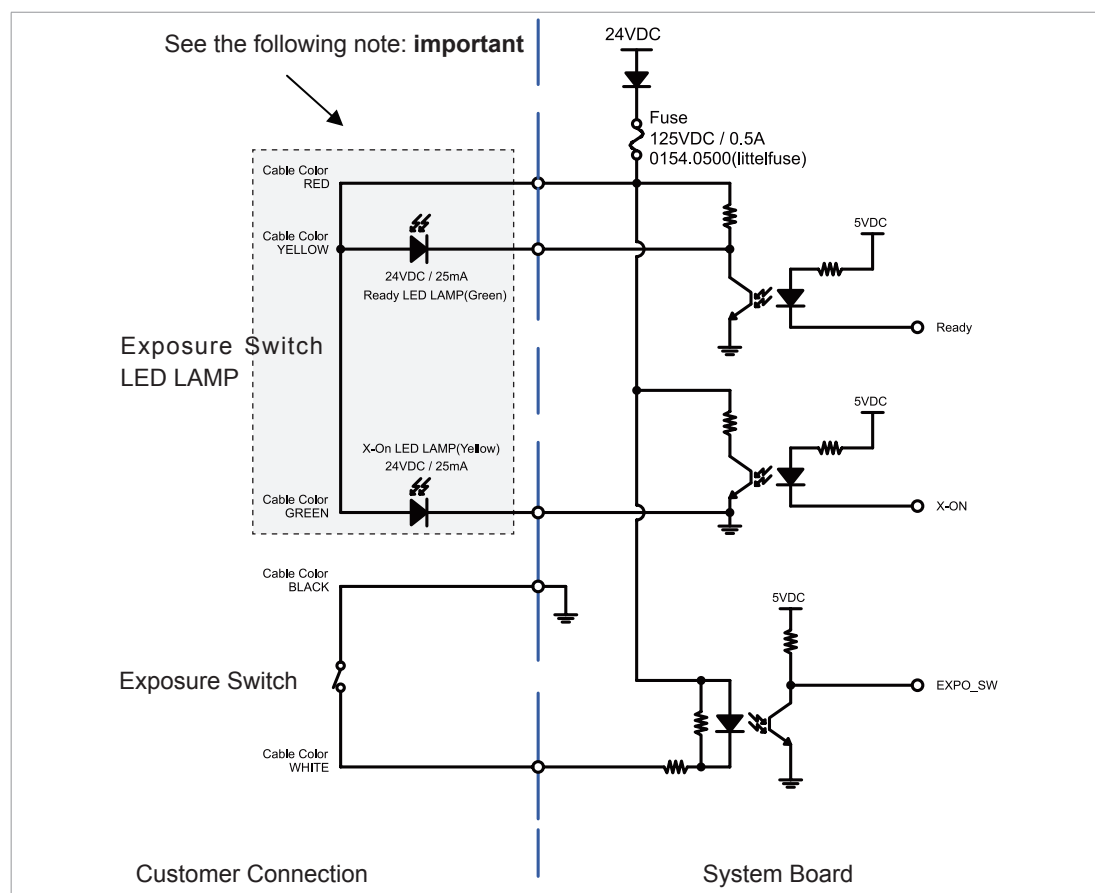 See the following note: important
24VDC
Fuse
125VDC / 0.5A
0154.0500(littelfuse)
Cable Color
RED
Cable Color
YELLOW
24VDC / 25mA
Ready LED LAMP(Green)
5VDC
Ready
Exposure Switch
LED LAMP
X-On LED LAMP(Yellow)
24VDC / 25mA
5VDC
Cable Color
GREEN
X-ON
Cable Color
BLACK
5VDC
Exposure Switch
EXPO_SW
Cable Color
WHITE
Customer Connection
System Board